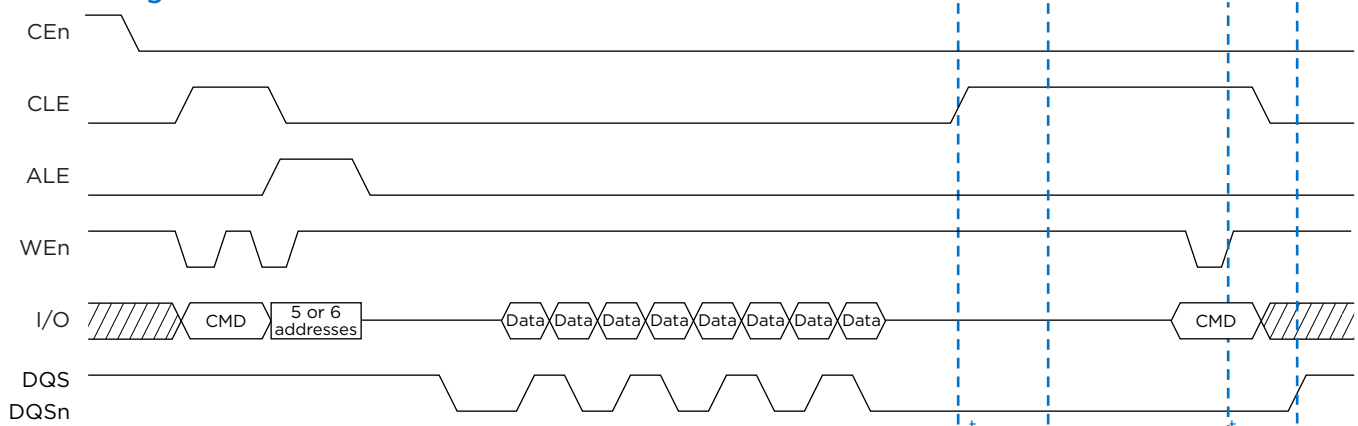 CEn
CLE
ALE
WEn
I/O CMD 5 or 6 addresses Data Data Data Data Data Data Data Data CMD
DQS
DQSn
t t